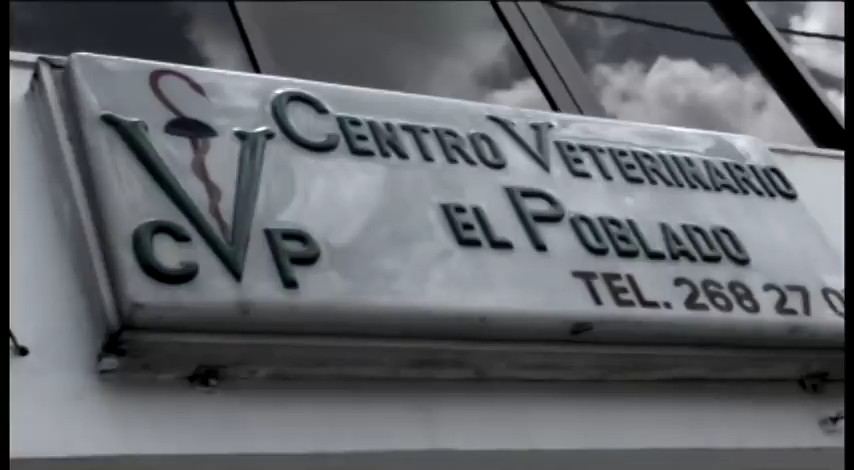 CENTRO VETERINARIO
EL POBLADO
CVP
TEL. 268 27